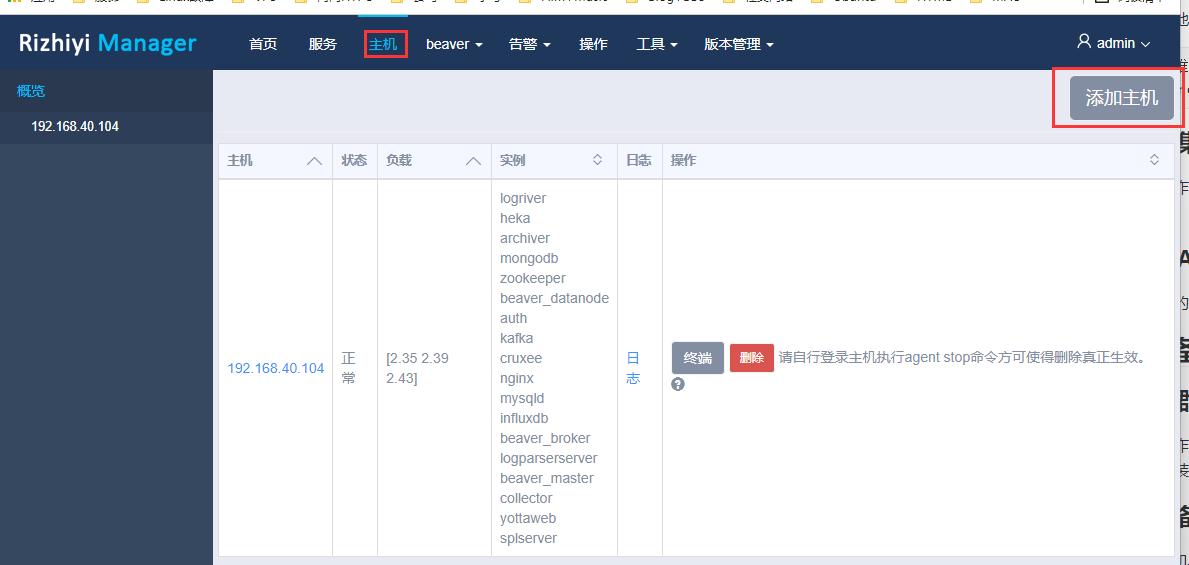 Rizhiyi Manager
首页 服务 主机 beaver 告警 操作 工具 版本管理 admin
概览
192.168.40.104
添加主机
主机 状态 负载 实例 日志 操作
192.168.40.104
正
常
[2.35 2.39
2.43]
logriver
heka
archiver
mongodb
zookeeper
beaver_datanode
auth
kafka
cruxee
nginx
mysqld
influxdb
beaver_broker
logparserserver
beaver_master
collector
yottaweb
splserver
日
志
终端 删除 请自行登录主机执行agent stop命令方可使得删除真正生效。
?